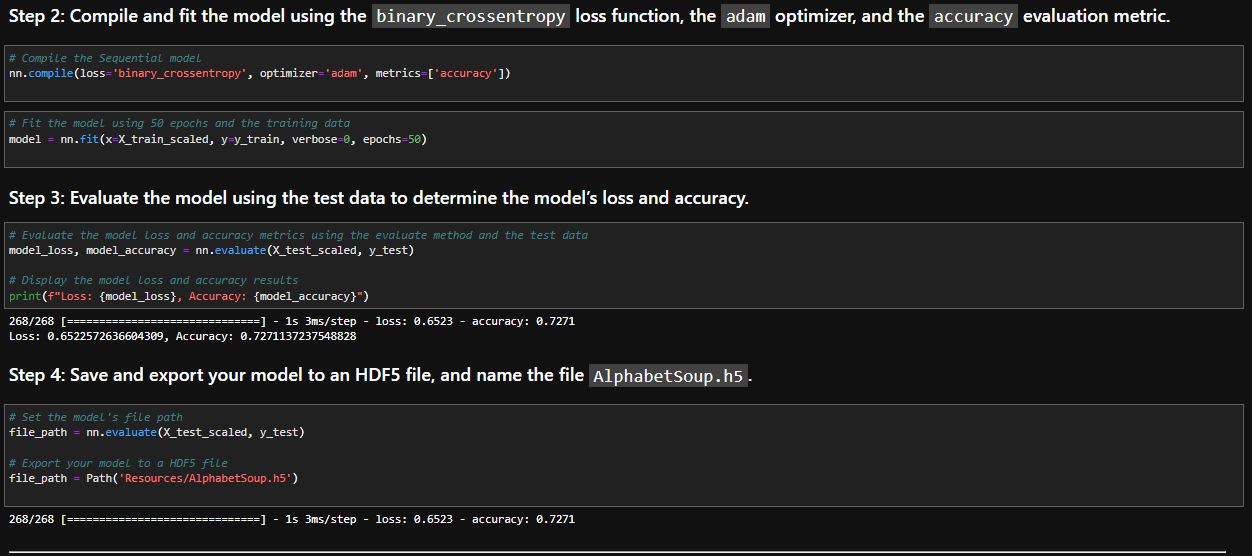 Step 2: Compile and fit the model using the binary_crossentropy loss function, the adam optimizer, and the accuracy evaluation metric.
# Compile the Sequential model
nn.compile(loss='binary_crossentropy', optimizer='adam', metrics=['accuracy'])
# Fit the model using 50 epochs and the training data
model = nn.fit(x=X_train_scaled, y=y_train, verbose=0, epochs=50)
Step 3: Evaluate the model using the test data to determine the model’s loss and accuracy.
# Evaluate the model loss and accuracy metrics using the evaluate method and the test data
model_loss, model_accuracy = nn.evaluate(X_test_scaled, y_test)
# Display the model loss and accuracy results
print(f"Loss: {model_loss}, Accuracy: {model_accuracy}")
268/268 [==============================] - 1s 3ms/step - loss: 0.6523 - accuracy: 0.7271
Loss: 0.6522572636604309, Accuracy: 0.7271137237548828
Step 4: Save and export your model to an HDF5 file, and name the file AlphabetSoup.h5.
# Set the model's file path
file_path = nn.evaluate(X_test_scaled, y_test)
# Export your model to a HDF5 file
file_path = Path('Resources/AlphabetSoup.h5')
268/268 [==============================] - 1s 3ms/step - loss: 0.6523 - accuracy: 0.7271